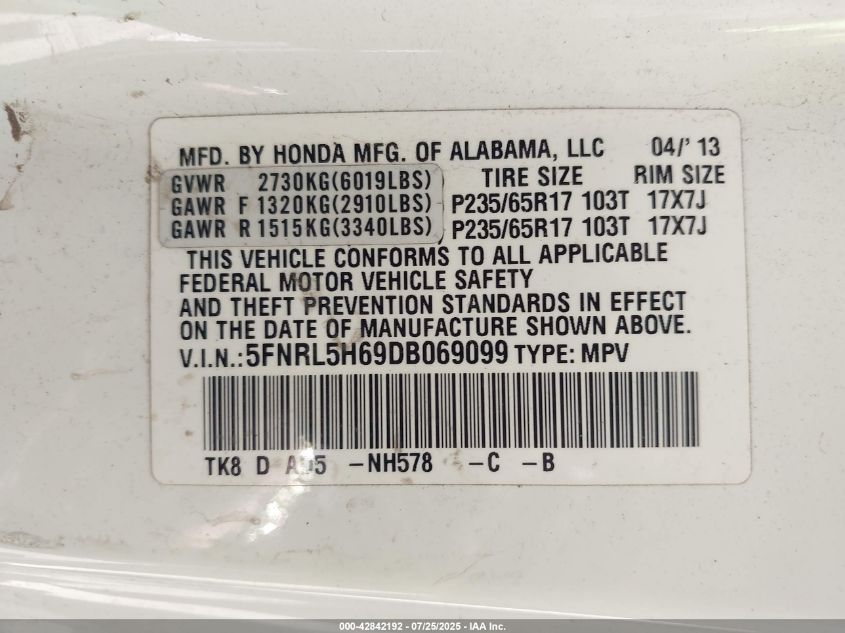 MFD. BY HONDA MFG. OF ALABAMA, LLC 04/' 13
GVWR 2730KG(6019LBS) TIRE SIZE RIM SIZE
GAWR F 1320KG(2910LBS) P235/65R17 103T 17X7J
GAWR R 1515KG(3340LBS) P235/65R17 103T 17X7J
THIS VEHICLE CONFORMS TO ALL APPLICABLE
FEDERAL MOTOR VEHICLE SAFETY
AND THEFT PREVENTION STANDARDS IN EFFECT
ON THE DATE OF MANUFACTURE SHOWN ABOVE.
V.I.N.:5FNRL5H69DB069099 TYPE: MPV
TK8 D -NH578 -C -B
000-42842192 - 07/25/2025 - IAA Inc.